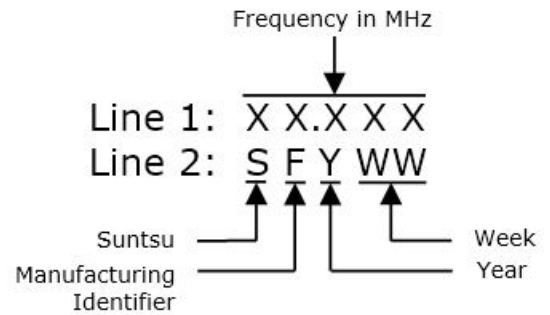 Frequency in MHz
Line 1: X X.X X X
Line 2: S F Y WW
Suntsu
Week
Manufacturing
Identifier
Year